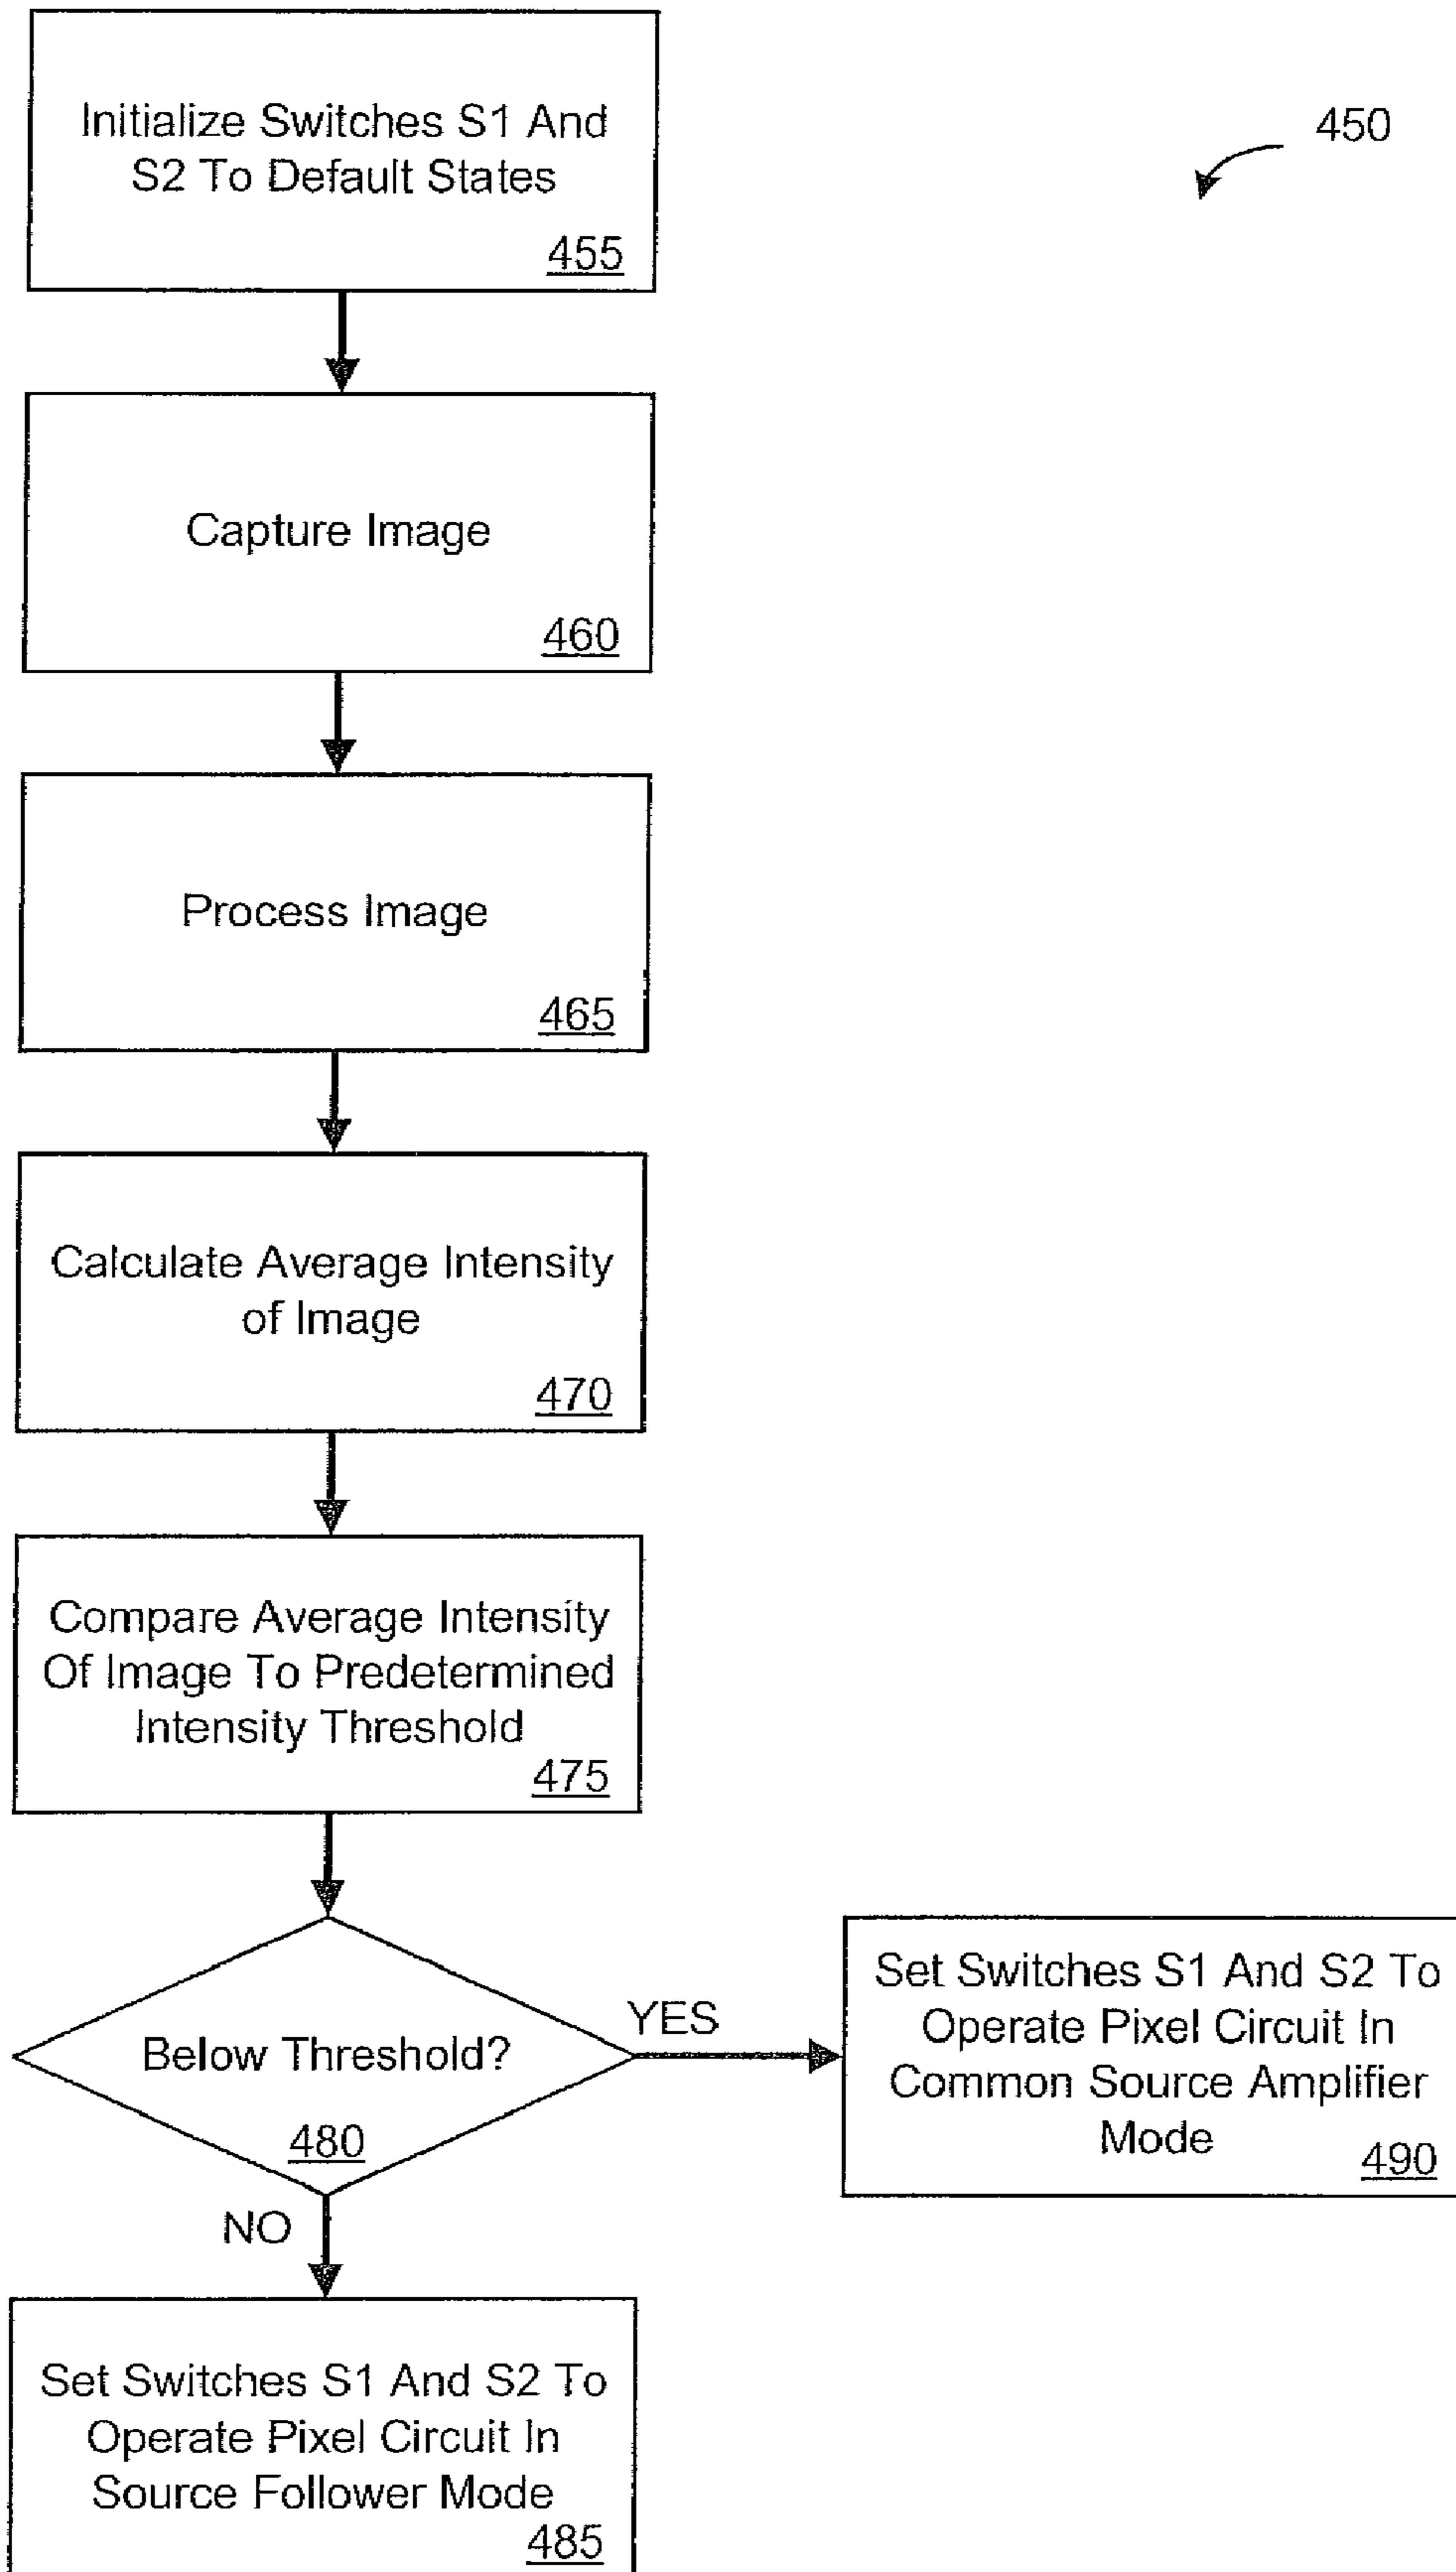 450
Initialize Switches S1 And
S2 To Default States
455
Capture Image
460
Process Image
465
Calculate Average Intensity
of Image
470
Compare Average Intensity
Of Image To Predetermined
Intensity Threshold
475
Below Threshold?
480
YES
Set Switches S1 And S2 To
Operate Pixel Circuit In
Common Source Amplifier
Mode
490
NO
Set Switches S1 And S2 To
Operate Pixel Circuit In
Source Follower Mode
485